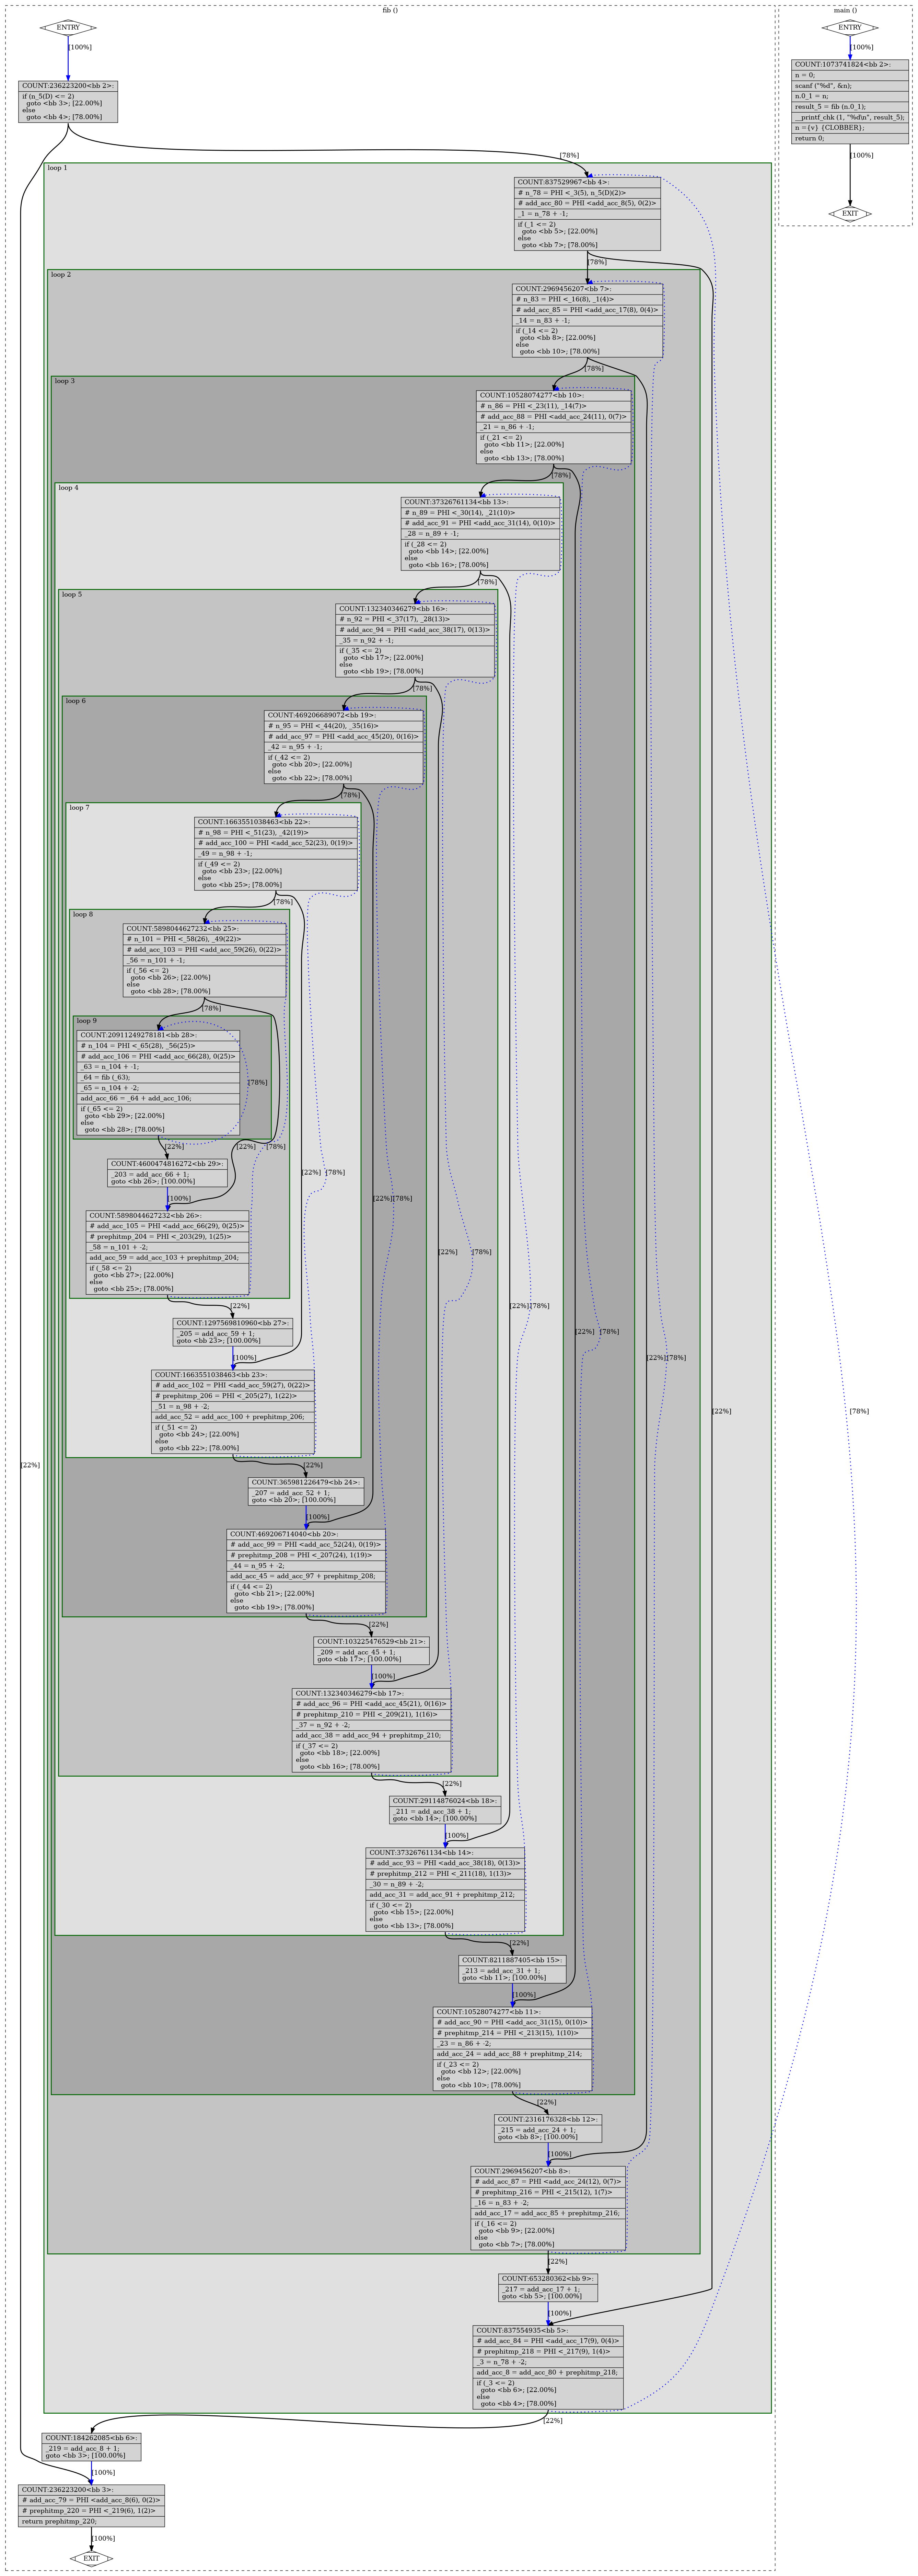 fib ()
ENTRY
[100%]
COUNT:236223200<bb 2>:
if (n_5(D) <= 2)
goto <bb 3>; [22.00%]
else
goto <bb 4>; [78.00%]
[78%]
loop 1
COUNT:837529967<bb 4>:
# n_78 = PHI <_3(5), n_5(D)(2)>
# add_acc_80 = PHI <add_acc_8(5), 0(2)>
_1 = n_78 + -1;
if (_1 <= 2)
goto <bb 5>; [22.00%]
else
goto <bb 7>; [78.00%]
[78%]
loop 2
COUNT:2969456207<bb 7>:
# n_83 = PHI <_16(8), _1(4)>
# add_acc_85 = PHI <add_acc_17(8), 0(4)>
_14 = n_83 + -1;
if (_14 <= 2)
goto <bb 8>; [22.00%]
else
goto <bb 10>; [78.00%]
[78%]
loop 3
COUNT:10528074277<bb 10>:
# n_86 = PHI <_23(11), _14(7)>
# add_acc_88 = PHI <add_acc_24(11), 0(7)>
_21 = n_86 + -1;
if (_21 <= 2)
goto <bb 11>; [22.00%]
else
goto <bb 13>; [78.00%]
[78%]
loop 4
COUNT:37326761134<bb 13>:
# n_89 = PHI <_30(14), _21(10)>
# add_acc_91 = PHI <add_acc_31(14), 0(10)>
_28 = n_89 + -1;
if (_28 <= 2)
goto <bb 14>; [22.00%]
else
goto <bb 16>; [78.00%]
[78%]
loop 5
COUNT:132340346279<bb 16>:
# n_92 = PHI <_37(17), _28(13)>
# add_acc_94 = PHI <add_acc_38(17), 0(13)>
_35 = n_92 + -1;
if (_35 <= 2)
goto <bb 17>; [22.00%]
else
goto <bb 19>; [78.00%]
[78%]
loop 6
COUNT:469206689072<bb 19>:
# n_95 = PHI <_44(20), _35(16)>
# add_acc_97 = PHI <add_acc_45(20), 0(16)>
_42 = n_95 + -1;
if (_42 <= 2)
goto <bb 20>; [22.00%]
else
goto <bb 22>; [78.00%]
[78%]
loop 7
COUNT:1663551038463<bb 22>:
# n_98 = PHI <_51(23), _42(19)>
# add_acc_100 = PHI <add_acc_52(23), 0(19)>
_49 = n_98 + -1;
if (_49 <= 2)
goto <bb 23>; [22.00%]
else
goto <bb 25>; [78.00%]
[78%]
loop 8
COUNT:5898044627232<bb 25>:
# n_101 = PHI <_58(26), _49(22)>
# add_acc_103 = PHI <add_acc_59(26), 0(22)>
_56 = n_101 + -1;
if (_56 <= 2)
goto <bb 26>; [22.00%]
else
goto <bb 28>; [78.00%]
[78%]
loop 9
COUNT:20911249278181<bb 28>:
# n_104 = PHI <_65(28), _56(25)>
# add_acc_106 = PHI <add_acc_66(28), 0(25)>
_63 = n_104 + -1;
_64 = fib (_63);
_65 = n_104 + -2;
add_acc_66 = _64 + add_acc_106;
if (_65 <= 2)
goto <bb 29>; [22.00%]
else
goto <bb 28>; [78.00%]
[78%]
[22%]
[22%]
[78%]
COUNT:4600474816272<bb 29>:
_203 = add_acc_66 + 1;
goto <bb 26>; [100.00%]
[100%]
COUNT:5898044627232<bb 26>:
# add_acc_105 = PHI <add_acc_66(29), 0(25)>
# prephitmp_204 = PHI <_203(29), 1(25)>
_58 = n_101 + -2;
add_acc_59 = add_acc_103 + prephitmp_204;
if (_58 <= 2)
goto <bb 27>; [22.00%]
else
goto <bb 25>; [78.00%]
[22%]
[22%]
[78%]
COUNT:1297569810960<bb 27>:
_205 = add_acc_59 + 1;
goto <bb 23>; [100.00%]
[100%]
COUNT:1663551038463<bb 23>:
# add_acc_102 = PHI <add_acc_59(27), 0(22)>
# prephitmp_206 = PHI <_205(27), 1(22)>
_51 = n_98 + -2;
add_acc_52 = add_acc_100 + prephitmp_206;
if (_51 <= 2)
goto <bb 24>; [22.00%]
else
goto <bb 22>; [78.00%]
[22%]
[22%]
[78%]
COUNT:365981226479<bb 24>:
_207 = add_acc_52 + 1;
goto <bb 20>; [100.00%]
[100%]
COUNT:469206714040<bb 20>:
# add_acc_99 = PHI <add_acc_52(24), 0(19)>
# prephitmp_208 = PHI <_207(24), 1(19)>
_44 = n_95 + -2;
add_acc_45 = add_acc_97 + prephitmp_208;
if (_44 <= 2)
goto <bb 21>; [22.00%]
else
goto <bb 19>; [78.00%]
[22%]
[22%]
[78%]
COUNT:103225476529<bb 21>:
_209 = add_acc_45 + 1;
goto <bb 17>; [100.00%]
[100%]
COUNT:132340346279<bb 17>:
# add_acc_96 = PHI <add_acc_45(21), 0(16)>
# prephitmp_210 = PHI <_209(21), 1(16)>
_37 = n_92 + -2;
add_acc_38 = add_acc_94 + prephitmp_210;
if (_37 <= 2)
goto <bb 18>; [22.00%]
else
goto <bb 16>; [78.00%]
[22%]
[22%]
[78%]
COUNT:29114876024<bb 18>:
_211 = add_acc_38 + 1;
goto <bb 14>; [100.00%]
[100%]
COUNT:37326761134<bb 14>:
# add_acc_93 = PHI <add_acc_38(18), 0(13)>
# prephitmp_212 = PHI <_211(18), 1(13)>
_30 = n_89 + -2;
add_acc_31 = add_acc_91 + prephitmp_212;
if (_30 <= 2)
goto <bb 15>; [22.00%]
else
goto <bb 13>; [78.00%]
[22%]
[22%]
[78%]
COUNT:8211887405<bb 15>:
_213 = add_acc_31 + 1;
goto <bb 11>; [100.00%]
[100%]
COUNT:10528074277<bb 11>:
# add_acc_90 = PHI <add_acc_31(15), 0(10)>
# prephitmp_214 = PHI <_213(15), 1(10)>
_23 = n_86 + -2;
add_acc_24 = add_acc_88 + prephitmp_214;
if (_23 <= 2)
goto <bb 12>; [22.00%]
else
goto <bb 10>; [78.00%]
[22%]
[22%]
[78%]
COUNT:2316176328<bb 12>:
_215 = add_acc_24 + 1;
goto <bb 8>; [100.00%]
[100%]
COUNT:2969456207<bb 8>:
# add_acc_87 = PHI <add_acc_24(12), 0(7)>
# prephitmp_216 = PHI <_215(12), 1(7)>
_16 = n_83 + -2;
add_acc_17 = add_acc_85 + prephitmp_216;
if (_16 <= 2)
goto <bb 9>; [22.00%]
else
goto <bb 7>; [78.00%]
[22%]
[22%]
[78%]
COUNT:653280362<bb 9>:
_217 = add_acc_17 + 1;
goto <bb 5>; [100.00%]
[100%]
COUNT:837554935<bb 5>:
# add_acc_84 = PHI <add_acc_17(9), 0(4)>
# prephitmp_218 = PHI <_217(9), 1(4)>
_3 = n_78 + -2;
add_acc_8 = add_acc_80 + prephitmp_218;
if (_3 <= 2)
goto <bb 6>; [22.00%]
else
goto <bb 4>; [78.00%]
[22%]
[22%]
COUNT:184262085<bb 6>:
_219 = add_acc_8 + 1;
goto <bb 3>; [100.00%]
[100%]
COUNT:236223200<bb 3>:
# add_acc_79 = PHI <add_acc_8(6), 0(2)>
# prephitmp_220 = PHI <_219(6), 1(2)>
return prephitmp_220;
[100%]
EXIT
main ()
ENTRY
[100%]
COUNT:1073741824<bb 2>:
n = 0;
scanf ("%d", &n);
n.0_1 = n;
result_5 = fib (n.0_1);
__printf_chk (1, "%d\n", result_5);
n ={v} {CLOBBER};
return 0;
[100%]
EXIT